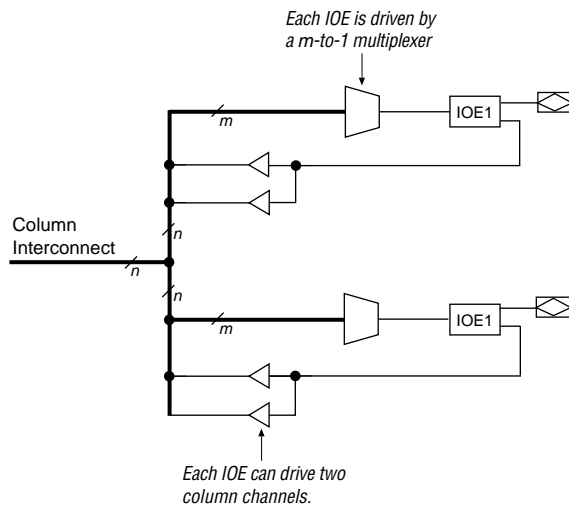 Each IOE is driven by
a m-to-1 multiplexer
m
IOE1
Column
Interconnect
n
n
n
m
IOE1
Each IOE can drive two
column channels.